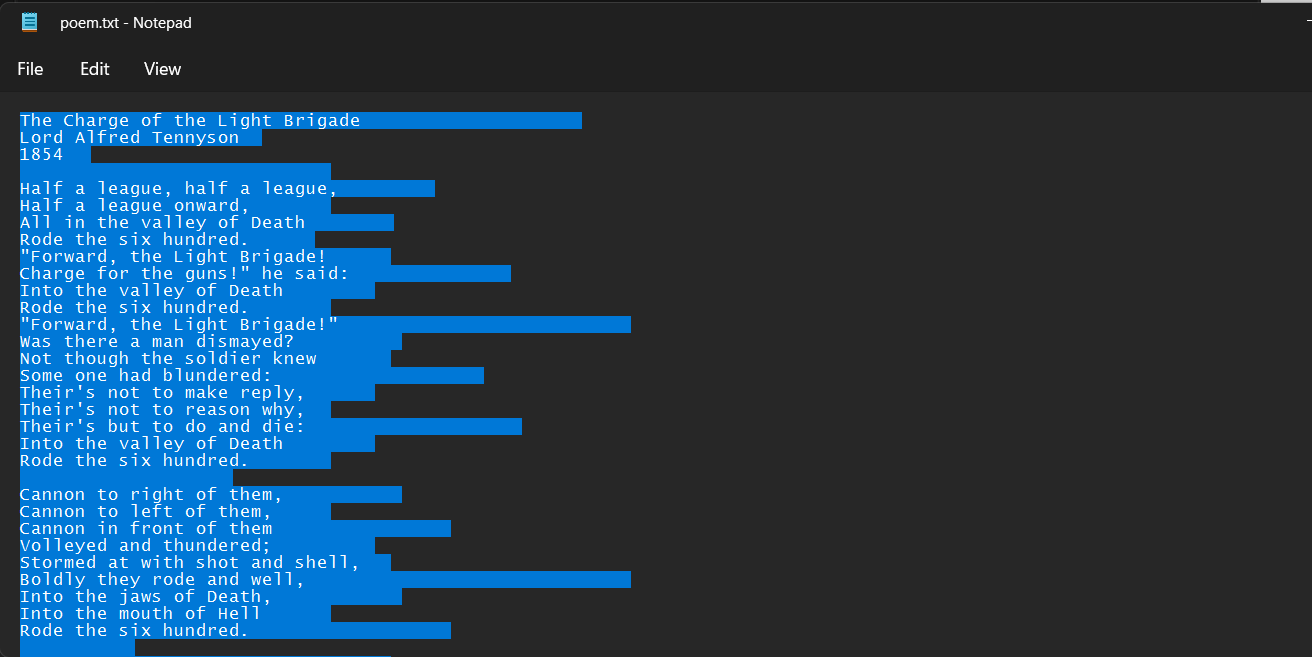 poem.txt - Notepad
File Edit View
The Charge of the Light Brigade
Lord Alfred Tennyson
1854
Half a league, half a league,
Half a league onward,
All in the valley of Death
Rode the six hundred.
"Forward, the Light Brigade!
Charge for the guns!" he said:
Into the valley of Death
Rode the six hundred.
"Forward, the Light Brigade!"
Was there a man dismayed?
Not though the soldier knew
Some one had blundered:
Their's not to make reply,
Their's not to reason why,
Their's but to do and die:
Into the valley of Death
Rode the six hundred.
Cannon to right of them,
Cannon to left of them,
Cannon in front of them
Volleyed and thundered;
Stormed at with shot and shell,
Boldly they rode and well,
Into the jaws of Death,
Into the mouth of Hell
Rode the six hundred.